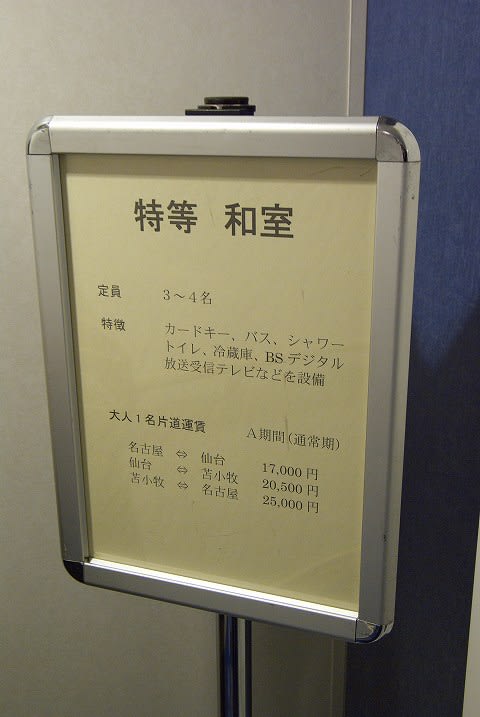 特等 和室
定員 3～4名
特徴 カードキー、バス、シャワー
トイレ、冷蔵庫、BSデジタル
放送受信テレビなどを設備
大人1名片道運賃 A期間(通常期)
名古屋 ⇔ 仙台 17,000円
仙台 ⇔ 苫小牧 20,500円
苫小牧 ⇔ 名古屋 25,000円